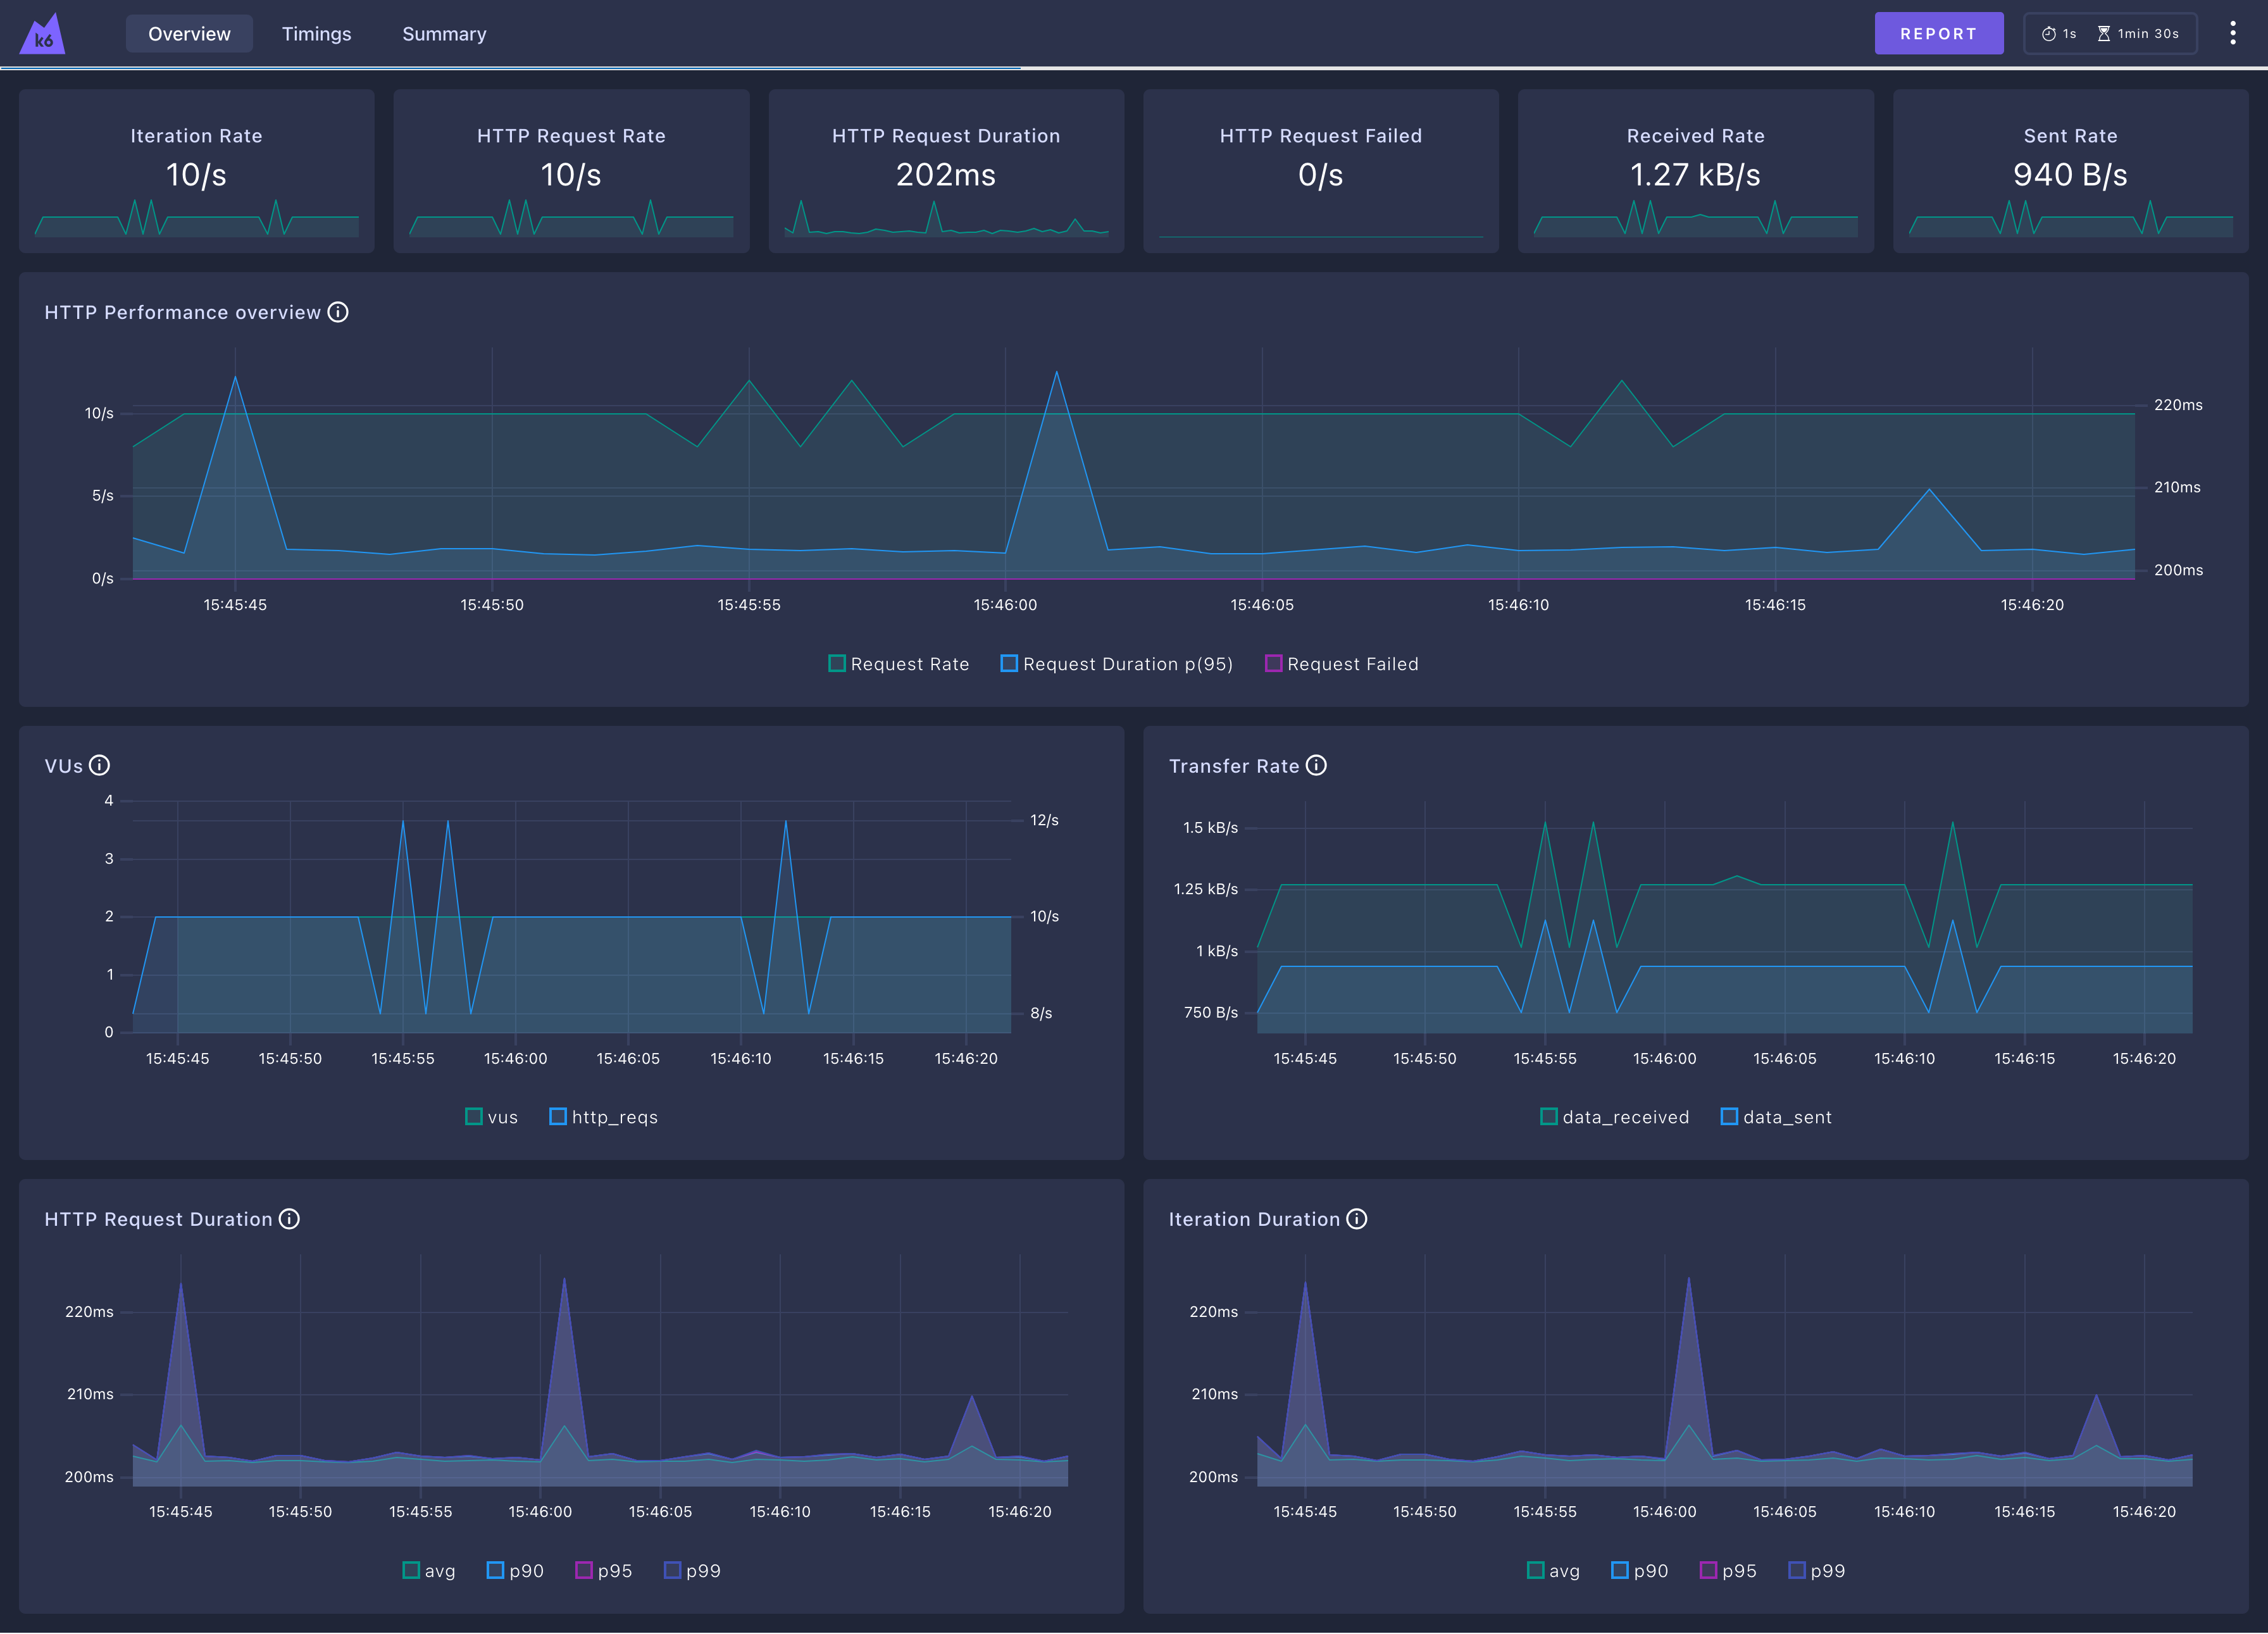 k6 Overview Timings Summary REPORT 1s 1min 30s
Iteration Rate
10/s
HTTP Request Rate
10/s
HTTP Request Duration
202ms
HTTP Request Failed
0/s
Received Rate
1.27 kB/s
Sent Rate
940 B/s
HTTP Performance overview
10/s
5/s
0/s
220ms
210ms
200ms
15:45:45 15:45:50 15:45:55 15:46:00 15:46:05 15:46:10 15:46:15 15:46:20
Request Rate Request Duration p(95) Request Failed
VUs
4
3
2
1
0
12/s
10/s
8/s
15:45:45 15:45:50 15:45:55 15:46:00 15:46:05 15:46:10 15:46:15 15:46:20
vus http_reqs
Transfer Rate
1.5 kB/s
1.25 kB/s
1 kB/s
750 B/s
15:45:45 15:45:50 15:45:55 15:46:00 15:46:05 15:46:10 15:46:15 15:46:20
data_received data_sent
HTTP Request Duration
220ms
210ms
200ms
15:45:45 15:45:50 15:45:55 15:46:00 15:46:05 15:46:10 15:46:15 15:46:20
avg p90 p95 p99
Iteration Duration
220ms
210ms
200ms
15:45:45 15:45:50 15:45:55 15:46:00 15:46:05 15:46:10 15:46:15 15:46:20
avg p90 p95 p99